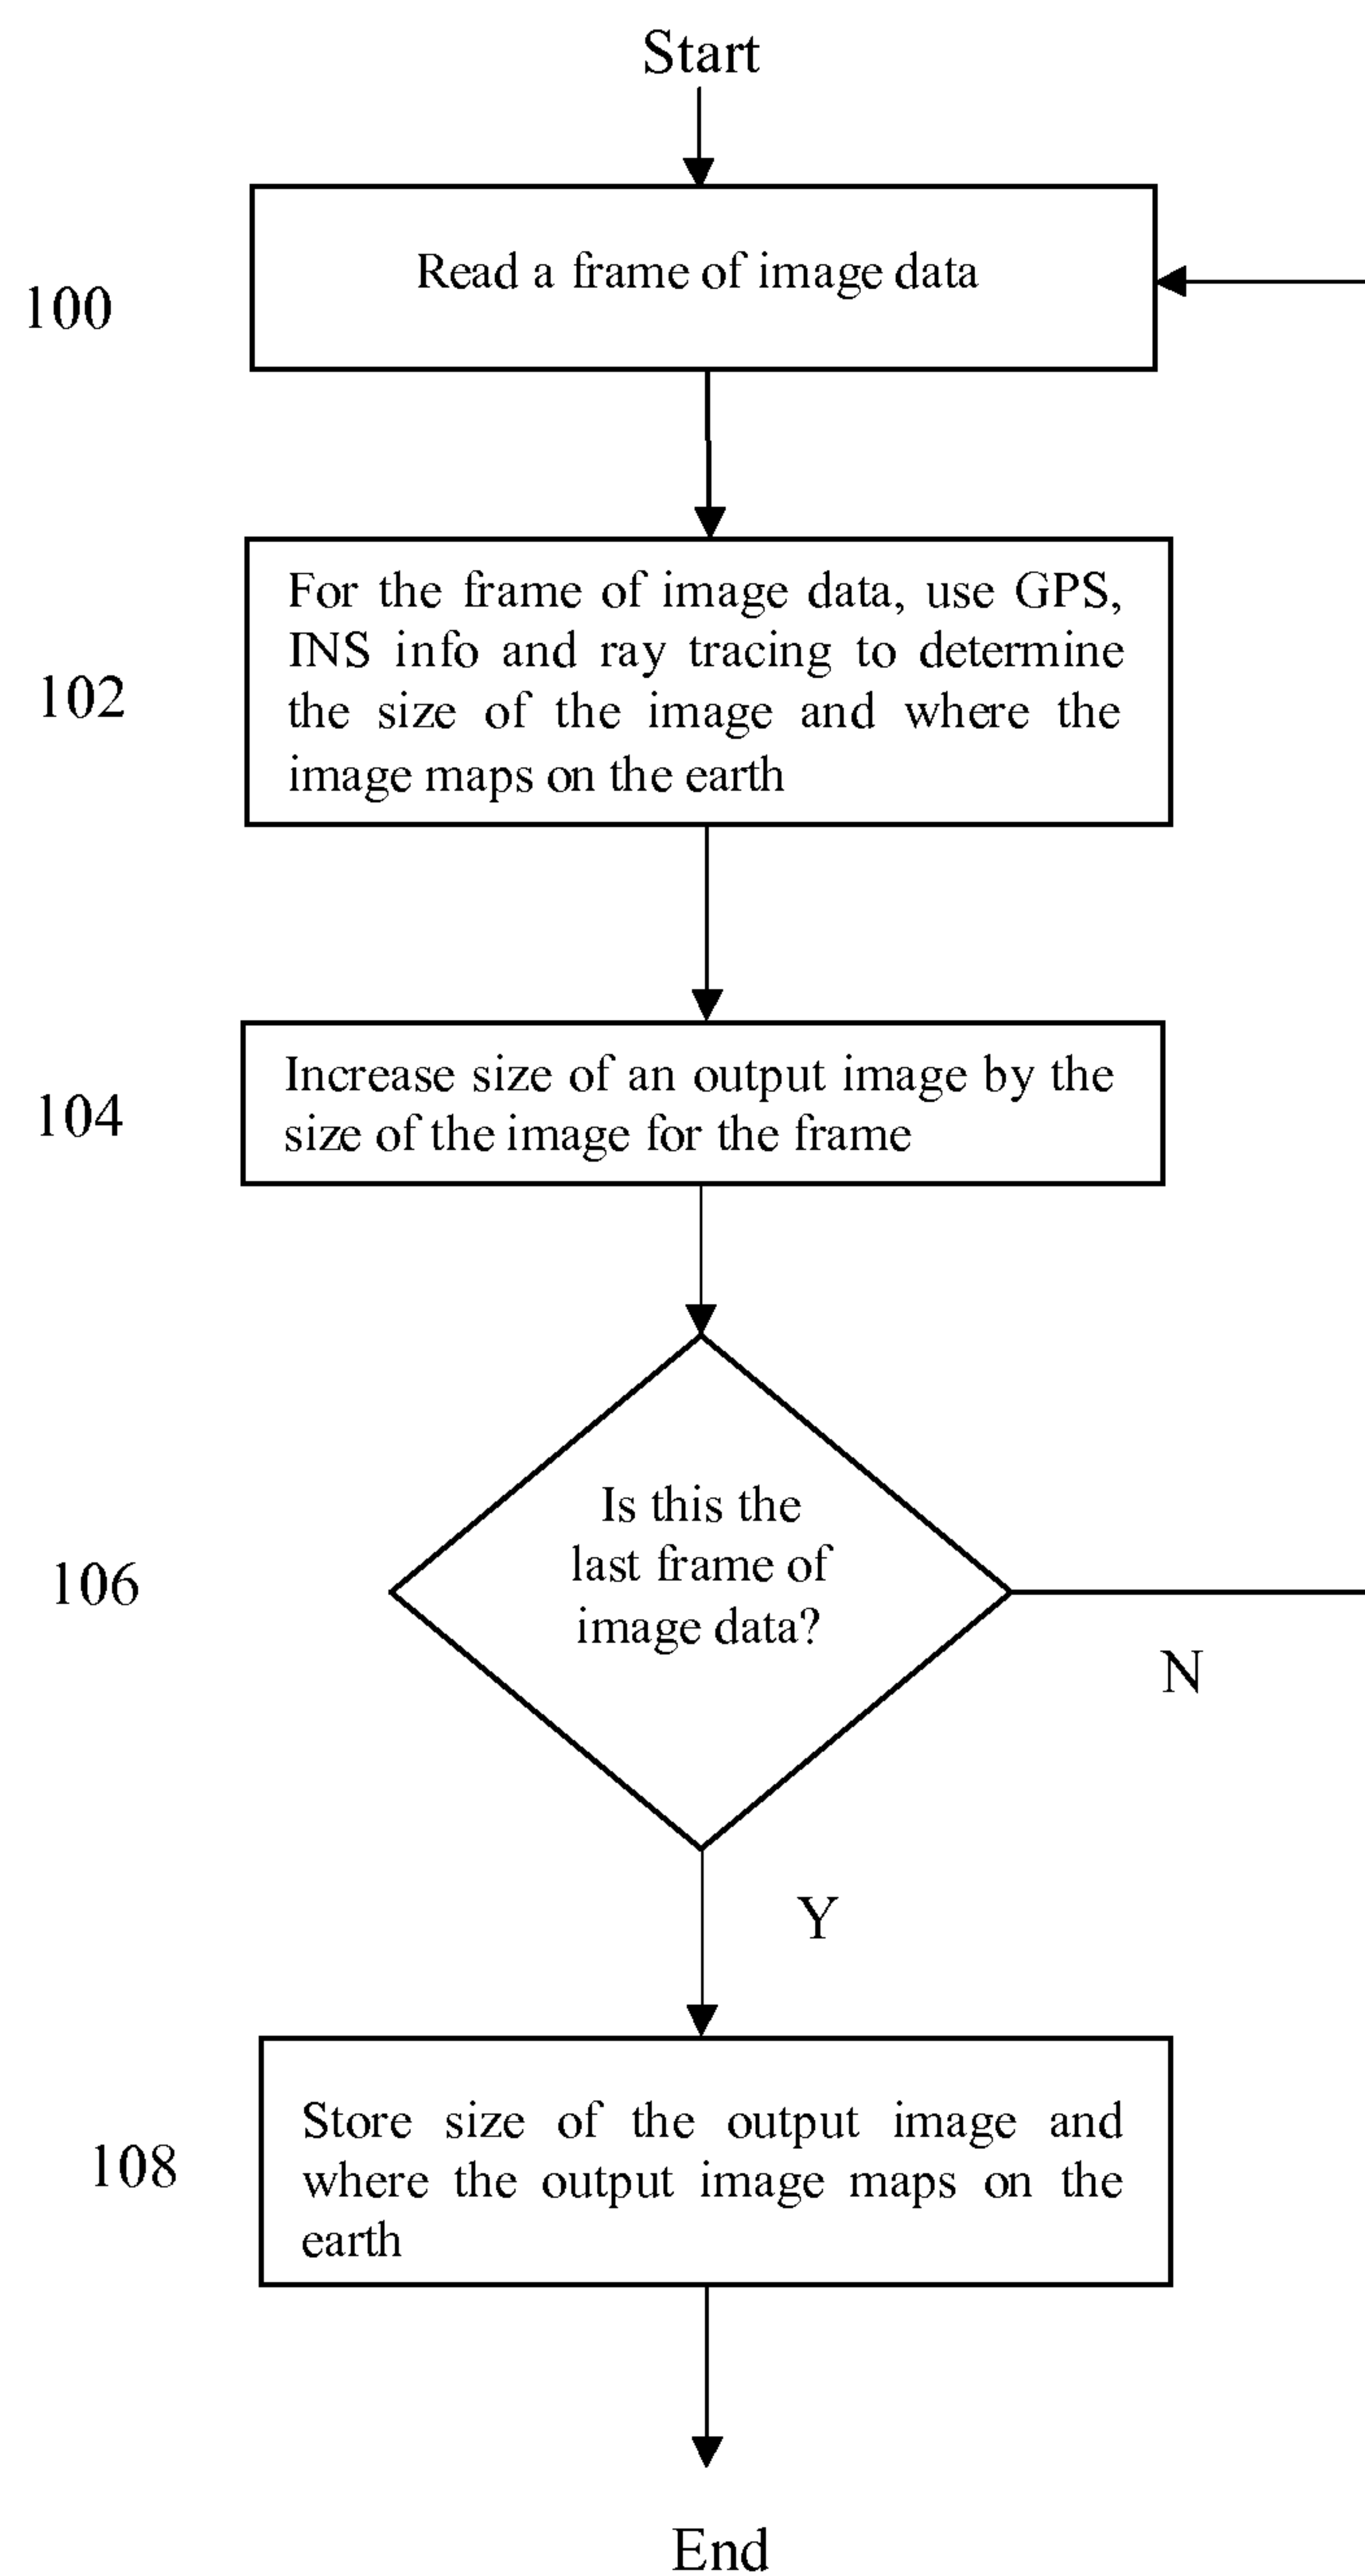 Start
100
Read a frame of image data
102
For the frame of image data, use GPS,
INS info and ray tracing to determine
the size of the image and where the
image maps on the earth
104
Increase size of an output image by the
size of the image for the frame
106
Is this the
last frame of
image data?
N
Y
108
Store size of the output image and
where the output image maps on the
earth
End